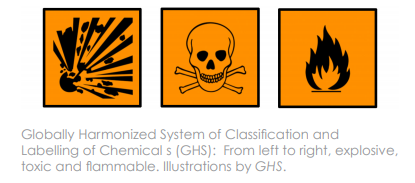 Globally Harmonized System of Classification and
Labelling of Chemical s (GHS):  From left to right, explosive,
toxic and flammable. Illustrations by GHS.